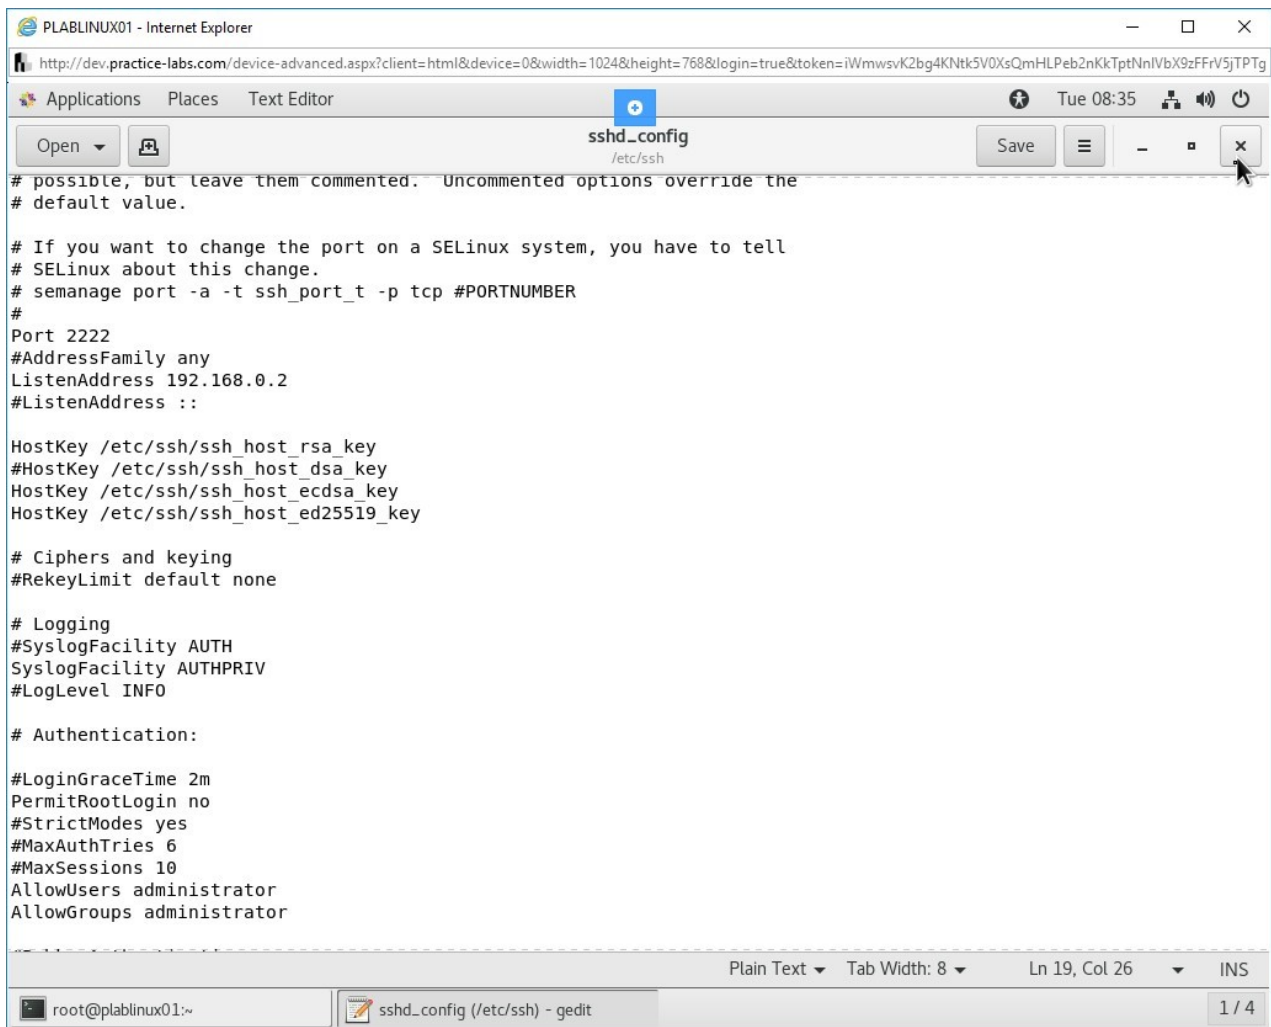 PLABLINUX01 - Internet Explorer
http://dev.practice-labs.com/device-advanced.aspx?client=html&device=0&width=1024&height=768&login=true&token=iWmwsvK2bg4KNtk5V0XsQmHLPeb2nKkTptNnlVbX9zFFrV5jTPTg
Applications Places Text Editor Tue 08:35
Open sshd_config Save
/etc/ssh
# possible, but leave them commented.  Uncommented options override the
# default value.

# If you want to change the port on a SELinux system, you have to tell
# SELinux about this change.
# semanage port -a -t ssh_port_t -p tcp #PORTNUMBER
#
Port 2222
#AddressFamily any
ListenAddress 192.168.0.2
#ListenAddress ::

HostKey /etc/ssh/ssh_host_rsa_key
#HostKey /etc/ssh/ssh_host_dsa_key
HostKey /etc/ssh/ssh_host_ecdsa_key
HostKey /etc/ssh/ssh_host_ed25519_key

# Ciphers and keying
#RekeyLimit default none

# Logging
#SyslogFacility AUTH
SyslogFacility AUTHPRIV
#LogLevel INFO

# Authentication:

#LoginGraceTime 2m
PermitRootLogin no
#StrictModes yes
#MaxAuthTries 6
#MaxSessions 10
AllowUsers administrator
AllowGroups administrator

Plain Text Tab Width: 8 Ln 19, Col 26 INS
root@plablinux01:~ sshd_config (/etc/ssh) - gedit 1 / 4